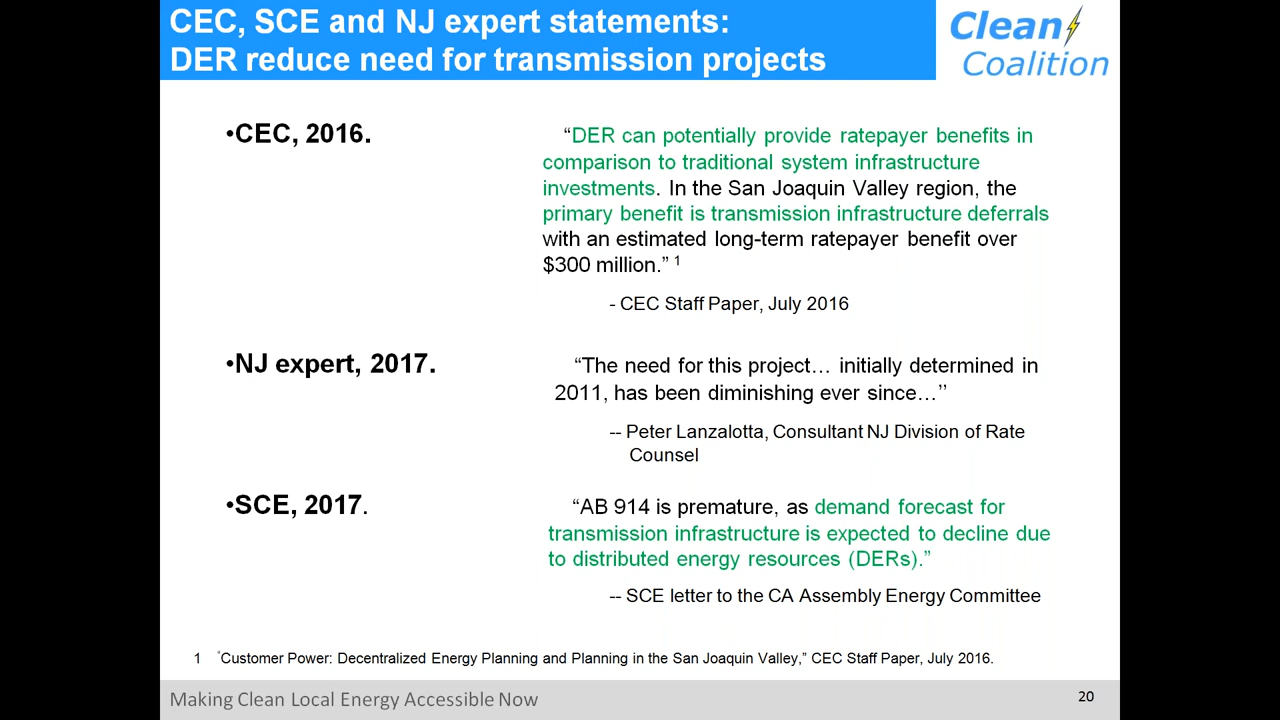 CEC, SCE and NJ expert statements:
DER reduce need for transmission projects
Clean
Coalition
•CEC, 2016.
“DER can potentially provide ratepayer benefits in
comparison to traditional system infrastructure
investments. In the San Joaquin Valley region, the
primary benefit is transmission infrastructure deferrals
with an estimated long-term ratepayer benefit over
$300 million.” 1
- CEC Staff Paper, July 2016
•NJ expert, 2017.
“The need for this project… initially determined in
2011, has been diminishing ever since…’’
-- Peter Lanzalotta, Consultant NJ Division of Rate
Counsel
•SCE, 2017.
“AB 914 is premature, as demand forecast for
transmission infrastructure is expected to decline due
to distributed energy resources (DERs).”
-- SCE letter to the CA Assembly Energy Committee
1 “Customer Power: Decentralized Energy Planning and Planning in the San Joaquin Valley,” CEC Staff Paper, July 2016.
Making Clean Local Energy Accessible Now
20